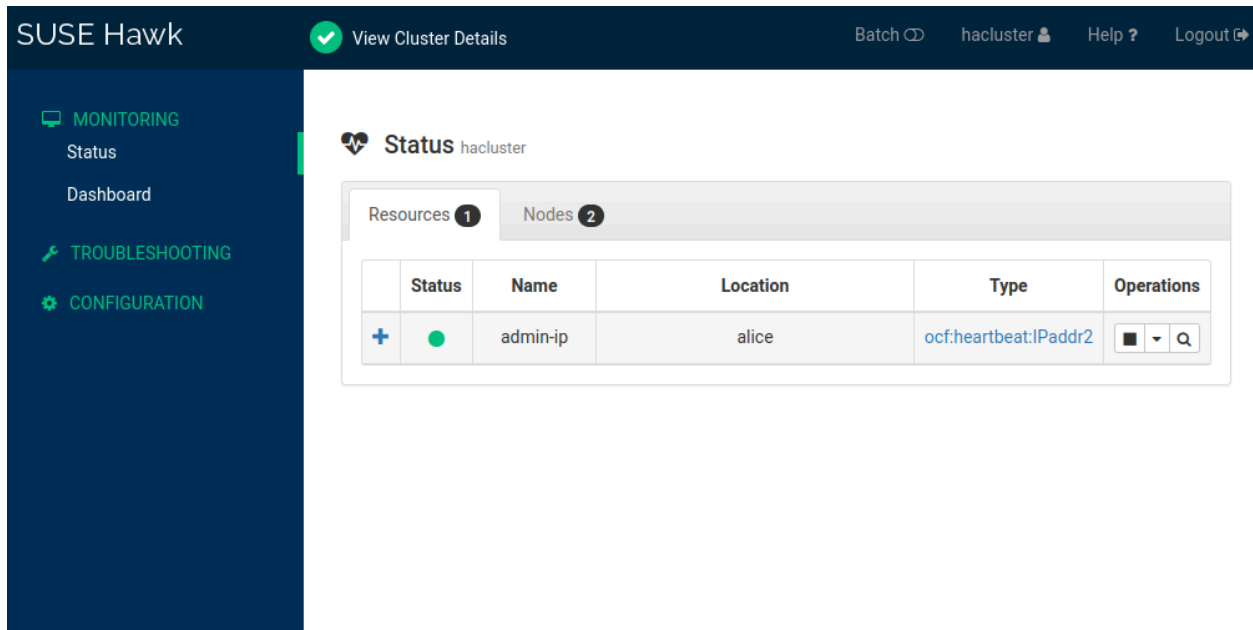 SUSE Hawk
View Cluster Details
Batch
hacluster
Help ?
Logout
MONITORING
Status
Dashboard
TROUBLESHOOTING
CONFIGURATION
Status hacluster
Resources 1
Nodes 2
Status Name Location Type Operations
admin-ip alice ocf:heartbeat:IPaddr2